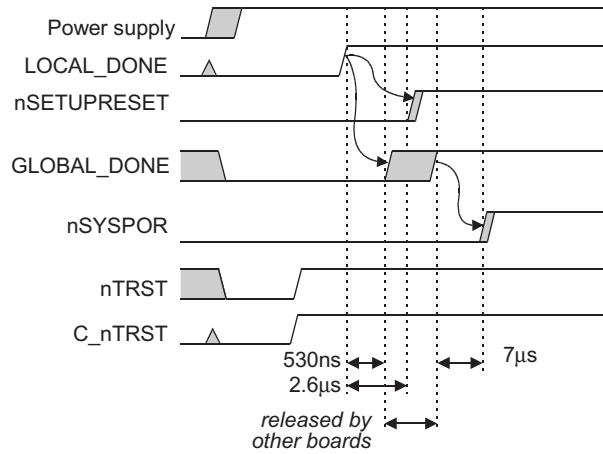 Power supply
LOCAL_DONE
nSETUPRESET
GLOBAL_DONE
nSYSPOR
nTRST
C_nTRST
530ns
7µs
2.6µs
released by
other boards